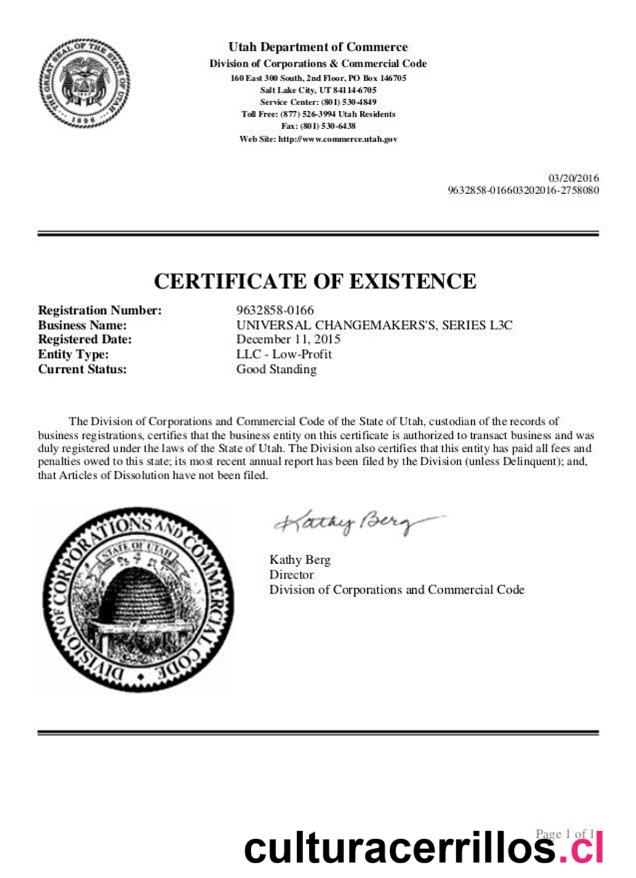 THE GREAT SEAL OF THE STATE OF UTAH
1896
Utah Department of Commerce
Division of Corporations & Commercial Code
160 East 300 South, 2nd Floor, PO Box 146705
Salt Lake City, UT 84114-6705
Service Center: (801) 530-4849
Toll Free: (877) 526-3994 Utah Residents
Fax: (801) 530-6438
Web Site: http://www.commerce.utah.gov
03/20/2016
9632858-016603202016-2758080
CERTIFICATE OF EXISTENCE
Registration Number: 9632858-0166
Business Name: UNIVERSAL CHANGEMAKERS'S, SERIES L3C
Registered Date: December 11, 2015
Entity Type: LLC - Low-Profit
Current Status: Good Standing
The Division of Corporations and Commercial Code of the State of Utah, custodian of the records of
business registrations, certifies that the business entity on this certificate is authorized to transact business and was
duly registered under the laws of the State of Utah. The Division also certifies that this entity has paid all fees and
penalties owed to this state; its most recent annual report has been filed by the Division (unless Delinquent); and,
that Articles of Dissolution have not been filed.
DIVISION OF CORPORATIONS AND COMMERCIAL CODE
STATE OF UTAH
Kathy Berg
Kathy Berg
Director
Division of Corporations and Commercial Code
Page 1 of 1
culturacerrillos.cl